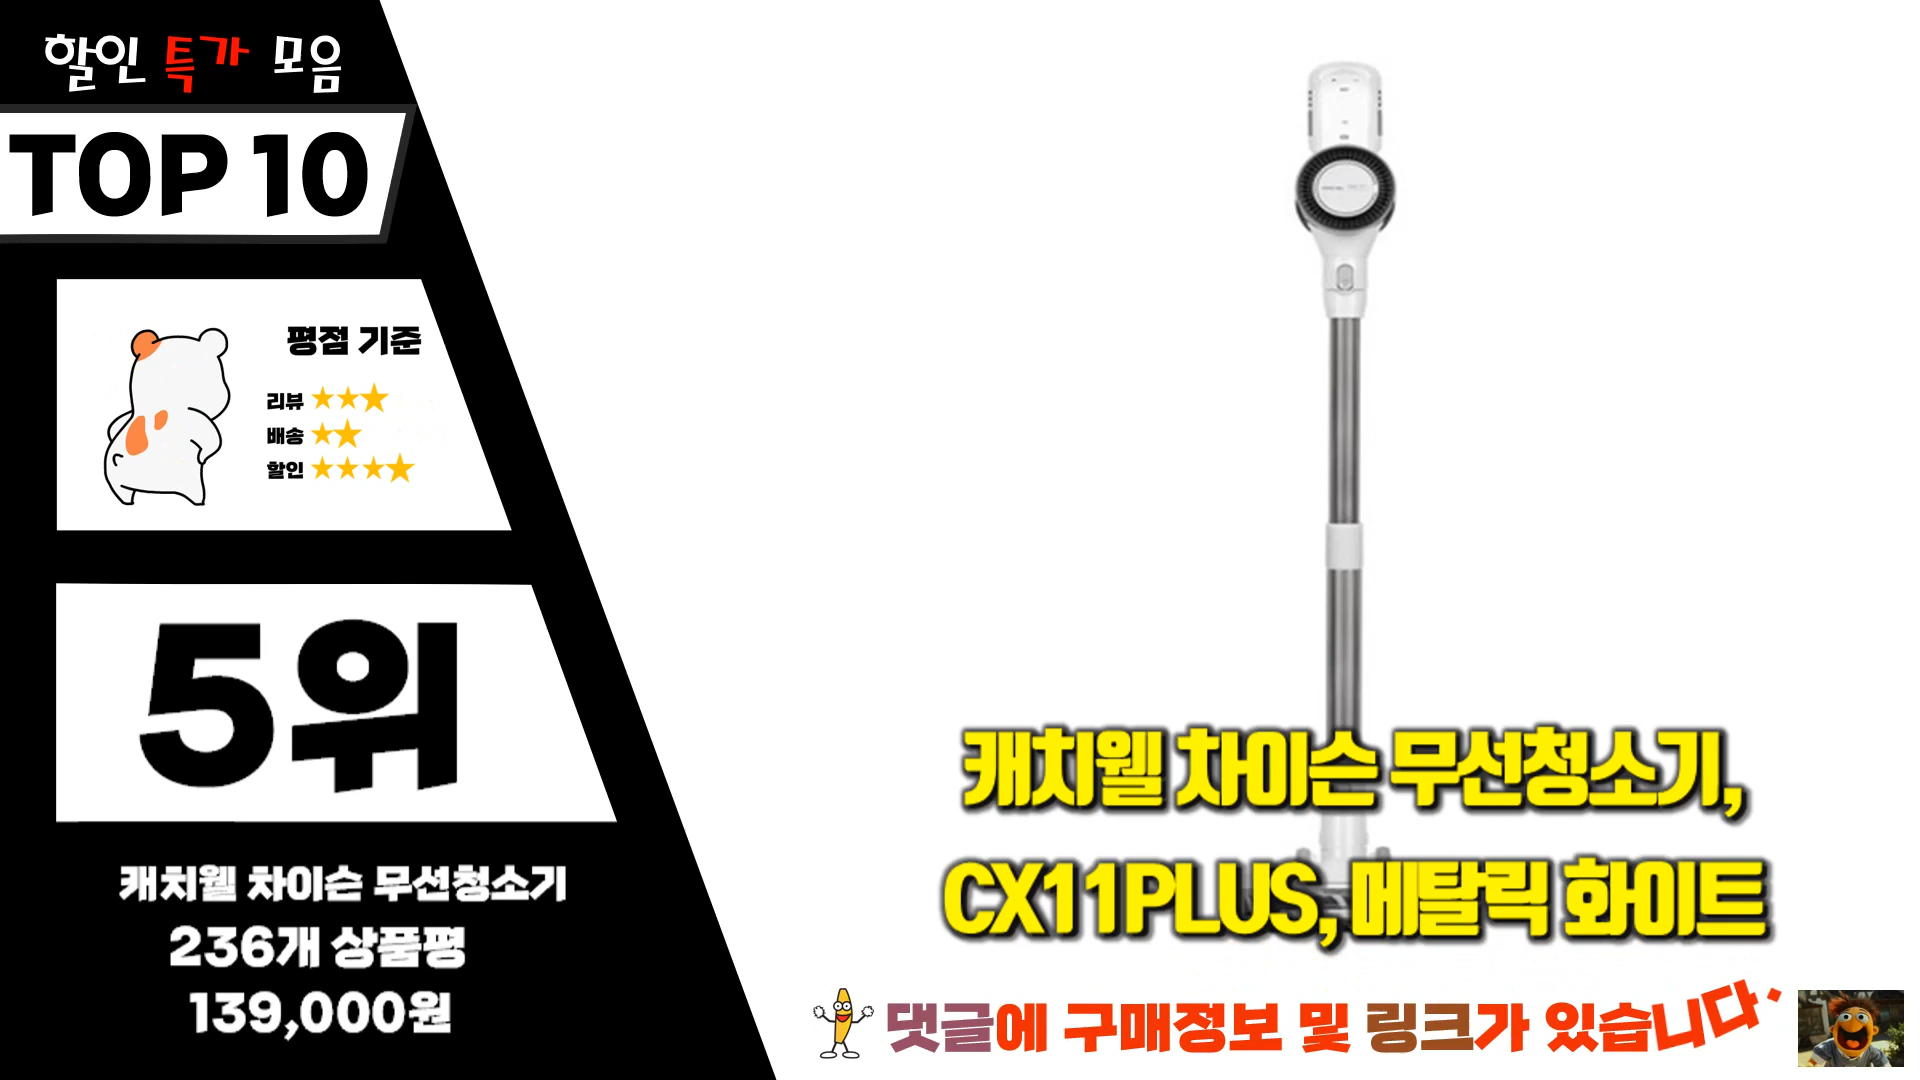 할인 특가 모음
TOP 10
평점 기준
리뷰 ★★★
배송 ★★
할인 ★★★★
5위
캐치웰 차이슨 무선청소기
236개 상품평
139,000원
캐치웰 차이슨 무선청소기,
CX11PLUS, 메탈릭 화이트
댓글에 구매정보 및 링크가 있습니다.